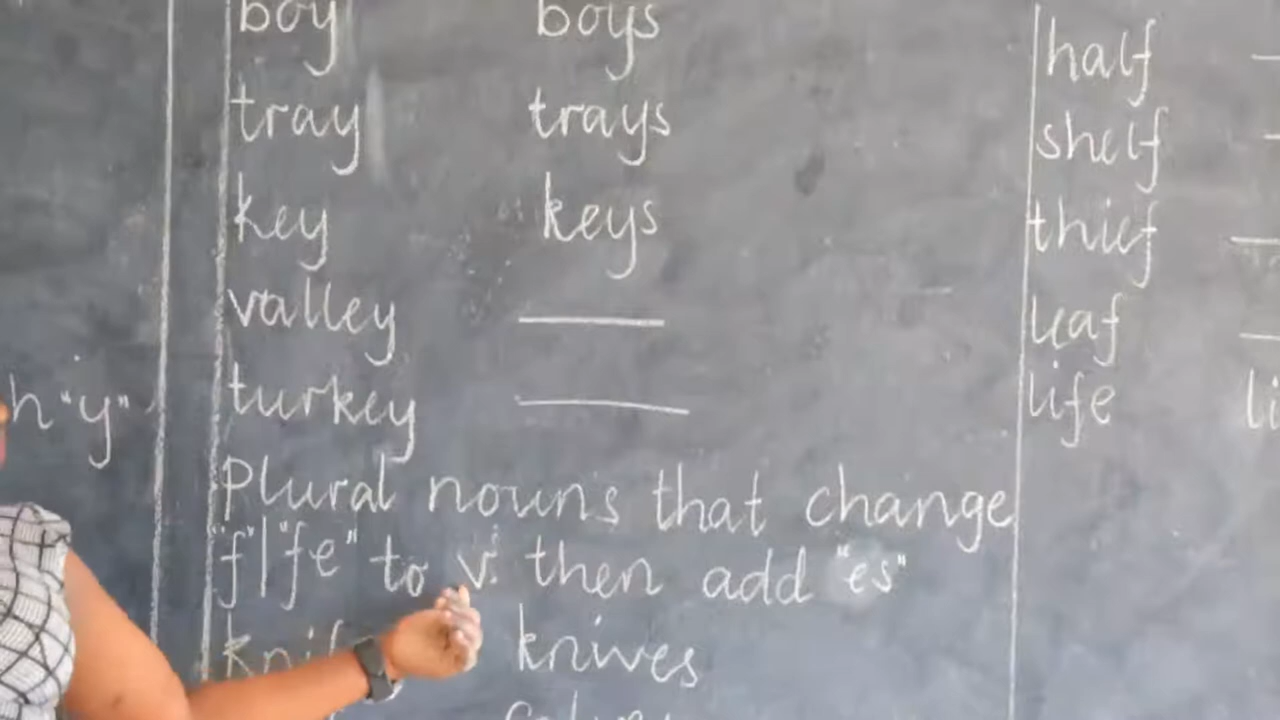 h "y"
boy boys
tray trays
key keys
valley
turkey
Plural nouns that change
"f"|"fe" to v. then add "es"
knives
half
shelf
thief
leaf
life li